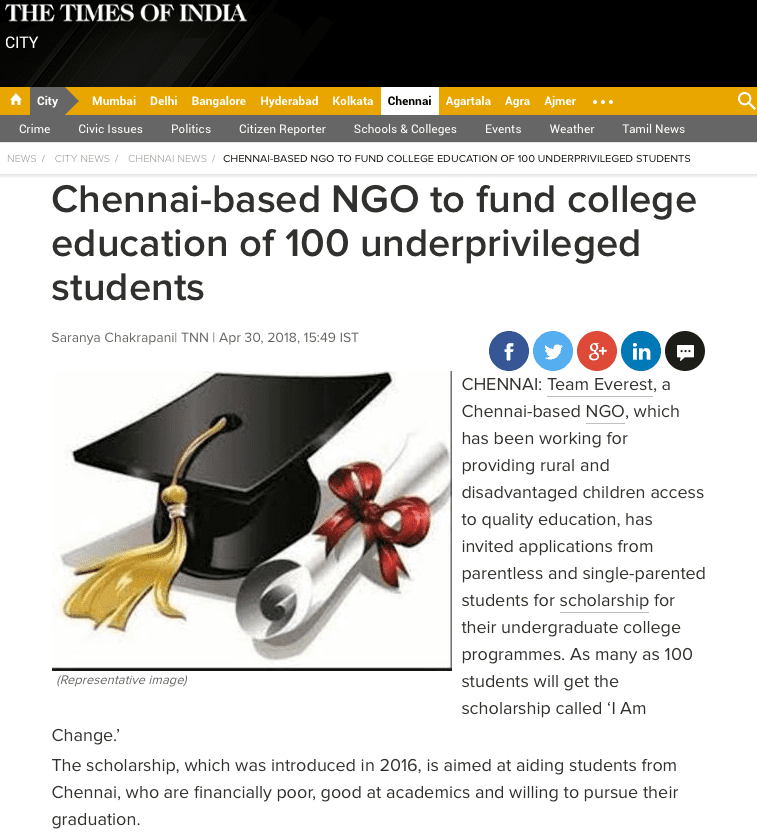 THE TIMES OF INDIA
CITY
City Mumbai Delhi Bangalore Hyderabad Kolkata Chennai Agartala Agra Ajmer •••
Crime Civic Issues Politics Citizen Reporter Schools & Colleges Events Weather Tamil News
NEWS / CITY NEWS / CHENNAI NEWS / CHENNAI-BASED NGO TO FUND COLLEGE EDUCATION OF 100 UNDERPRIVILEGED STUDENTS
Chennai-based NGO to fund college
education of 100 underprivileged
students
Saranya Chakrapani| TNN | Apr 30, 2018, 15:49 IST
f g+ in
CHENNAI: Team Everest, a
Chennai-based NGO, which
has been working for
providing rural and
disadvantaged children access
to quality education, has
invited applications from
parentless and single-parented
students for scholarship for
their undergraduate college
programmes. As many as 100
students will get the
scholarship called ‘I Am
(Representative image)
Change.’
The scholarship, which was introduced in 2016, is aimed at aiding students from
Chennai, who are financially poor, good at academics and willing to pursue their
graduation.